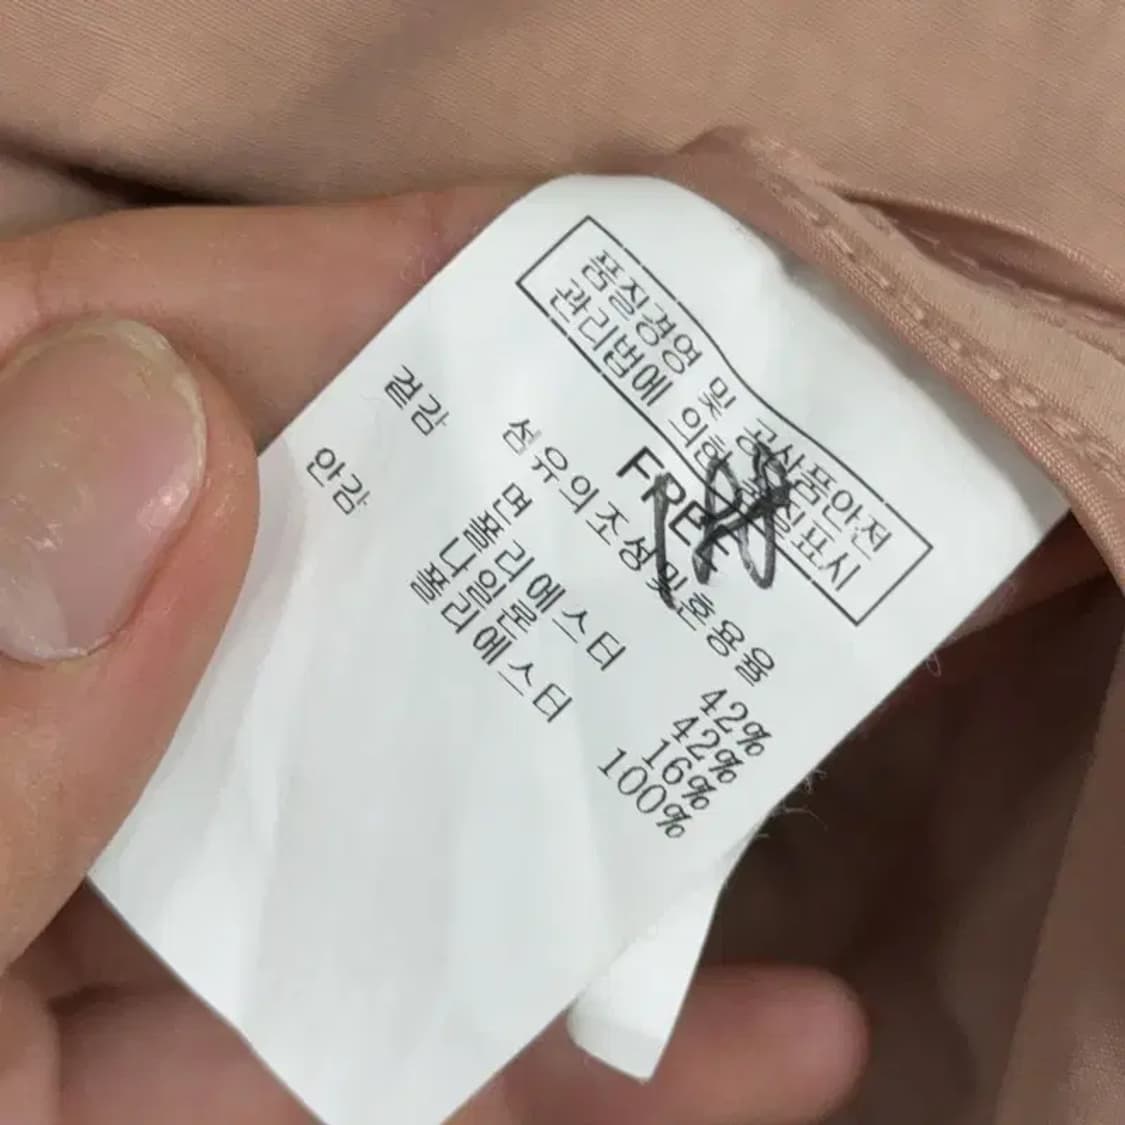 품질경영 및 공산품안전
관리법에 의한 품질표시
FREE
섬유의조성및혼용율
겉감 면 42%
폴리에스터 42%
나일론 16%
안감 폴리에스터 100%